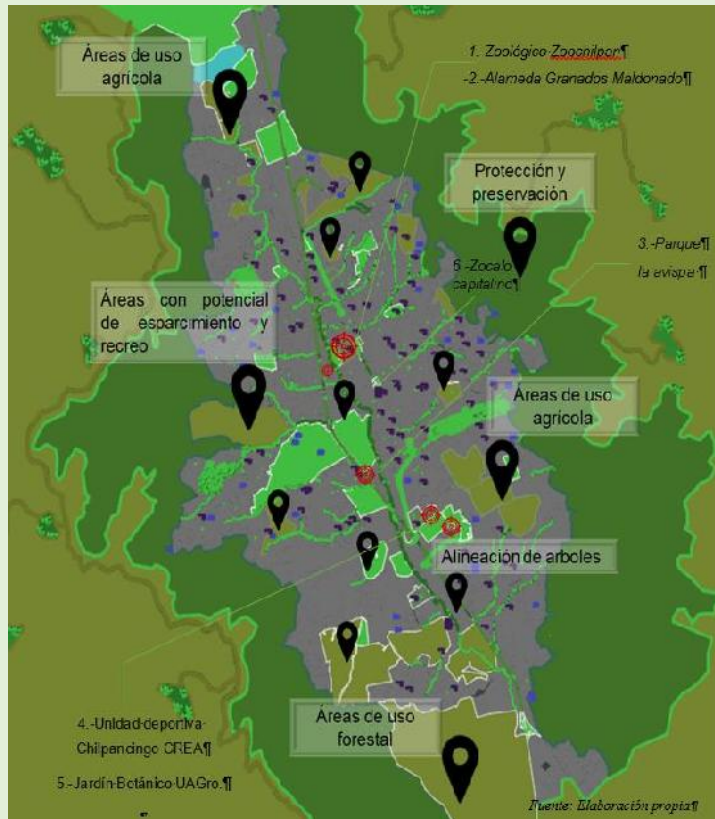 Áreas de uso
agrícola
1. Zoológico Zoochilpan¶
-2.-Alameda Granados Maldonado¶
Protección y
preservación
3.-Parque¶
la avispa¶
6.-Zocalo
capitalino¶
Áreas con potencial
de esparcimiento y
recreo
Áreas de uso
agrícola
Alineación de arboles
Áreas de uso
forestal
4.-Unidad-deportiva-
Chilpancingo CREA¶
5.-Jardín-Botánico-UAGro.¶
¶
Fuente: Elaboración propia¶